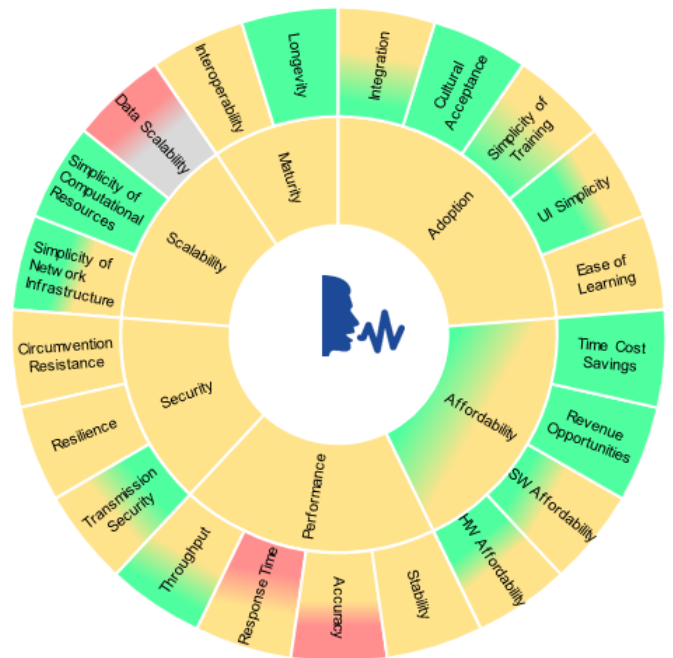 Integration
Cultural
Acceptance
Simplicity of
Training
UI Simplicity
Ease of
Learning
Time Cost
Savings
Revenue
Opportunities
SW Affordability
HW Affordability
Stability
Accuracy
Response Time
Throughput
Transmission
Security
Resilience
Circumvention
Resistance
Simplicity of
Network
Infrastructure
Simplicity of
Computational
Resources
Data Scalability
Interoperability
Longevity
Adoption
Affordability
Performance
Security
Scalability
Maturity